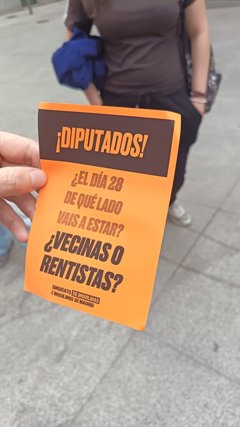 ¡DIPUTADOS!
¿EL DÍA 28
DE QUÉ LADO
VAIS A ESTAR?
¿VECINAS O
RENTISTAS?
SINDICATO DE INQUILINAS
E INQUILINOS DE MADRID